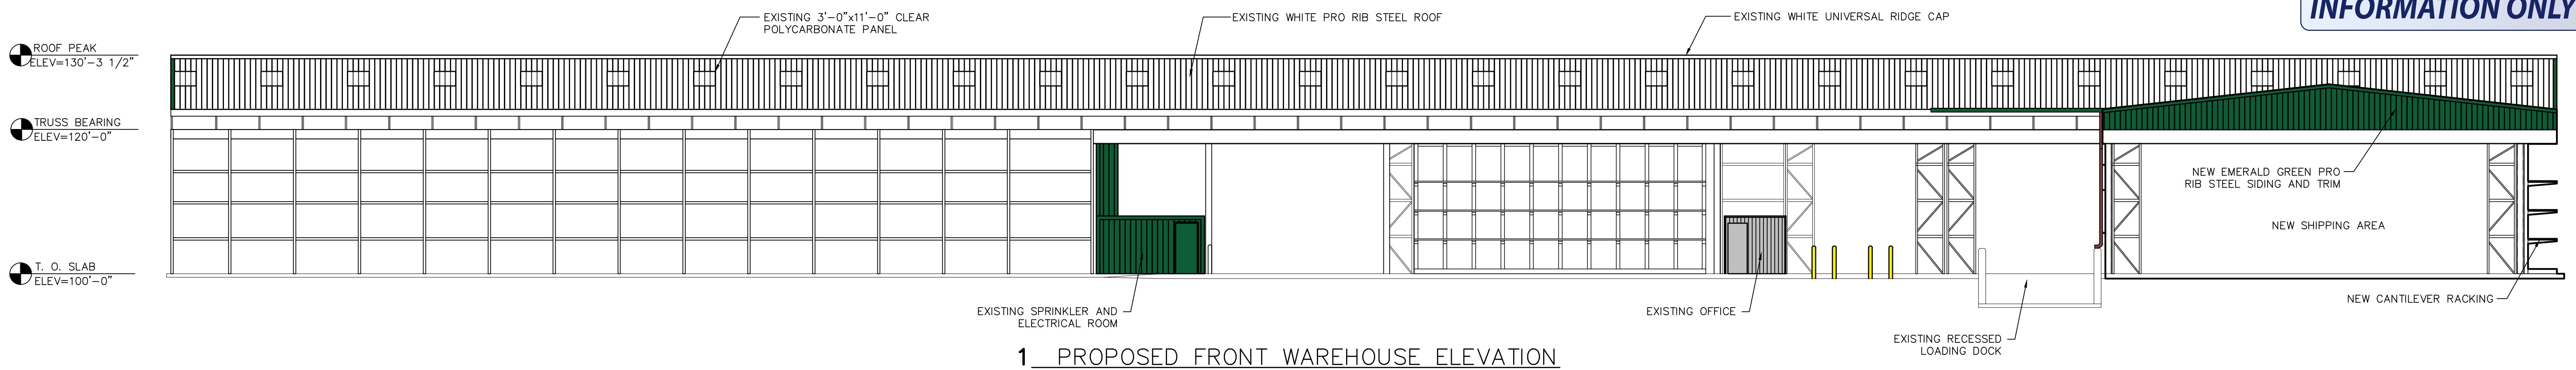 INFORMATION ONLY
EXISTING 3'-0"x11'-0" CLEAR
POLYCARBONATE PANEL
EXISTING WHITE PRO RIB STEEL ROOF
EXISTING WHITE UNIVERSAL RIDGE CAP
ROOF PEAK
ELEV=130'-3 1/2"
TRUSS BEARING
ELEV=120'-0"
NEW EMERALD GREEN PRO
RIB STEEL SIDING AND TRIM
NEW SHIPPING AREA
T. O. SLAB
ELEV=100'-0"
NEW CANTILEVER RACKING
EXISTING SPRINKLER AND
ELECTRICAL ROOM
EXISTING OFFICE
EXISTING RECESSED
LOADING DOCK
1 PROPOSED FRONT WAREHOUSE ELEVATION